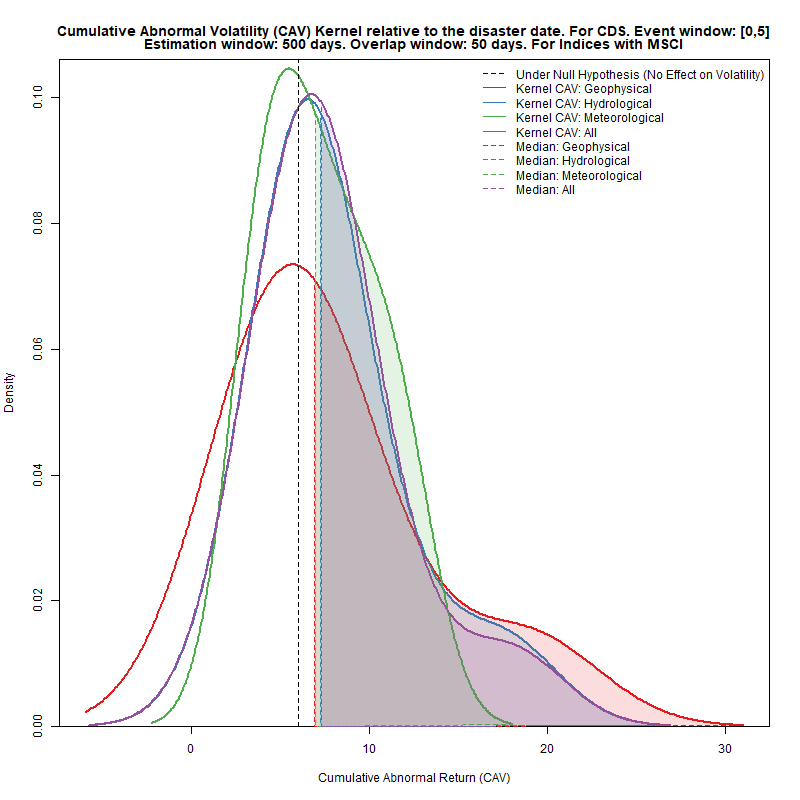 Cumulative Abnormal Volatility (CAV) Kernel relative to the disaster date. For CDS. Event window: [0,5]
Estimation window: 500 days. Overlap window: 50 days. For Indices with MSCI
Under Null Hypothesis (No Effect on Volatility)
Kernel CAV: Geophysical
Kernel CAV: Hydrological
Kernel CAV: Meteorological
Kernel CAV: All
Median: Geophysical
Median: Hydrological
Median: Meteorological
Median: All
0.10
0.08
0.06
0.04
0.02
0.00
Density
0
10
20
30
Cumulative Abnormal Return (CAV)